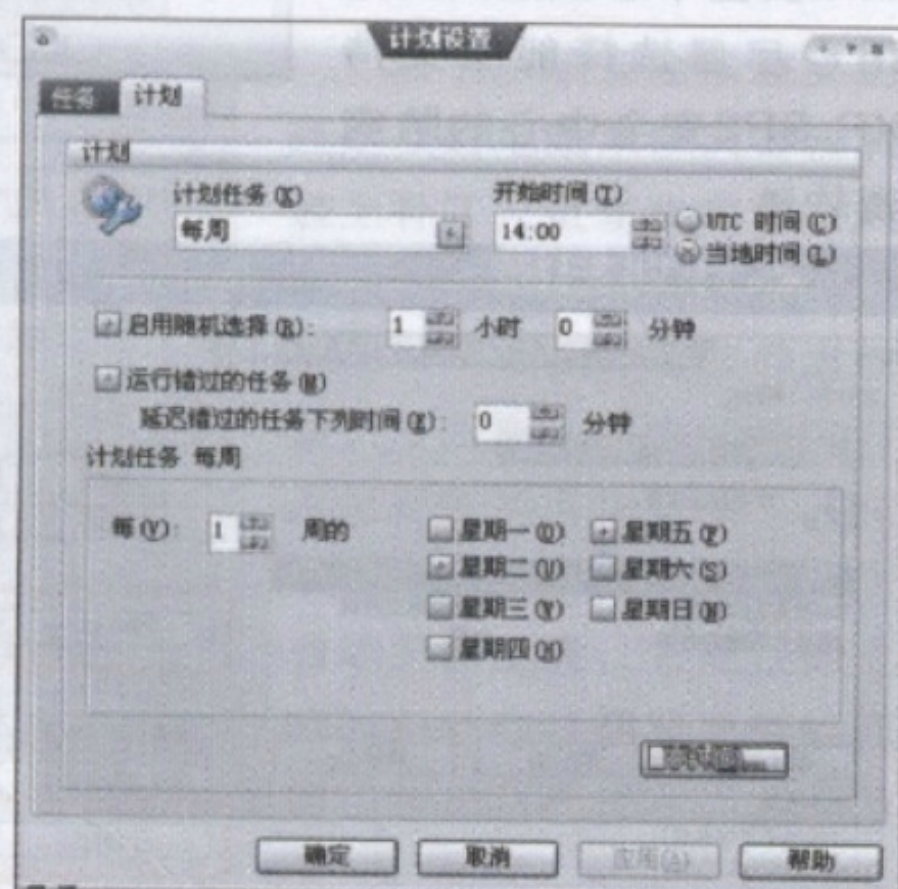 计划设置
任务 计划
计划
计划任务(K) 开始时间(T)
每周 14:00 UTC 时间(C)
当地时间(L)
启用随机选择(R): 1 小时 0 分钟
运行错过的任务(M)
延迟错过的任务下列时间(E): 0 分钟
计划任务 每周
每(V): 1 周的 星期一(O) 星期五(F)
星期二(U) 星期六(S)
星期三(Y) 星期日(N)
星期四(H)
确定 取消 应用(A) 帮助